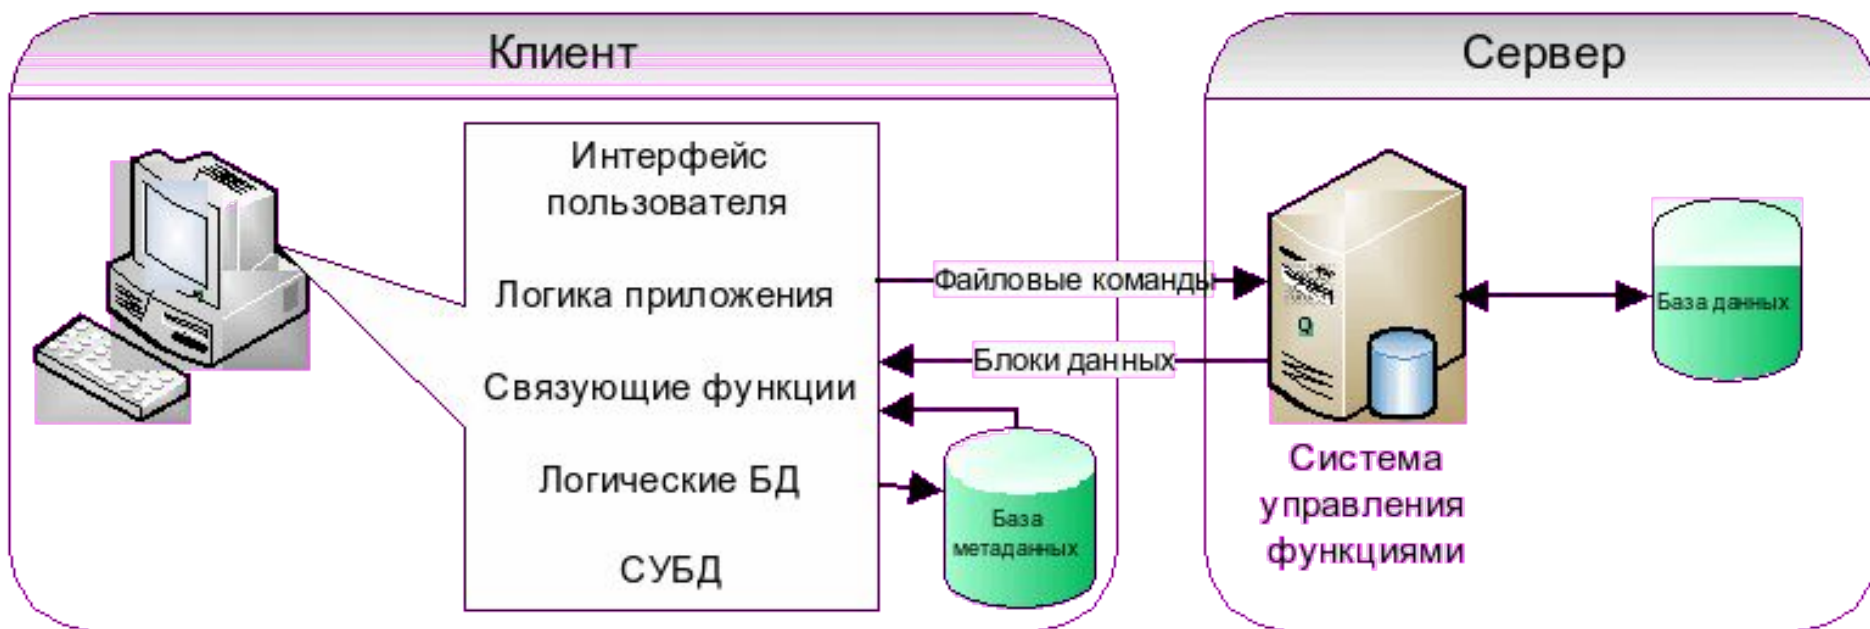 Клиент
Сервер
Интерфейс
пользователя
Логика приложения
Связующие функции
Логические БД
СУБД
Файловые команды
Блоки данных
База
метаданных
Q
База данных
Система
управления
функциями